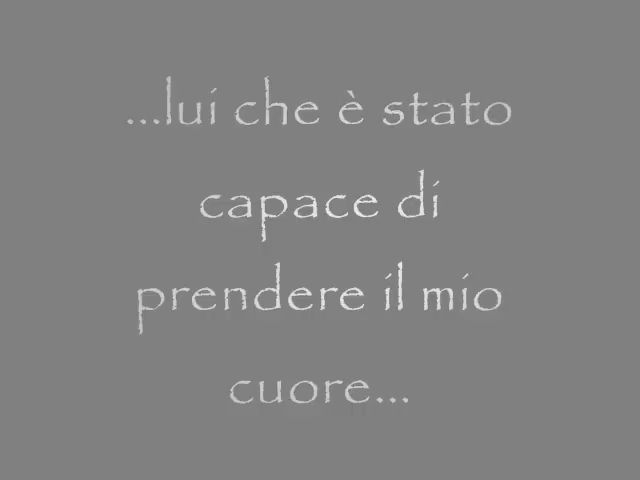 ...lui che è stato
capace di
prendere il mio
cuore...